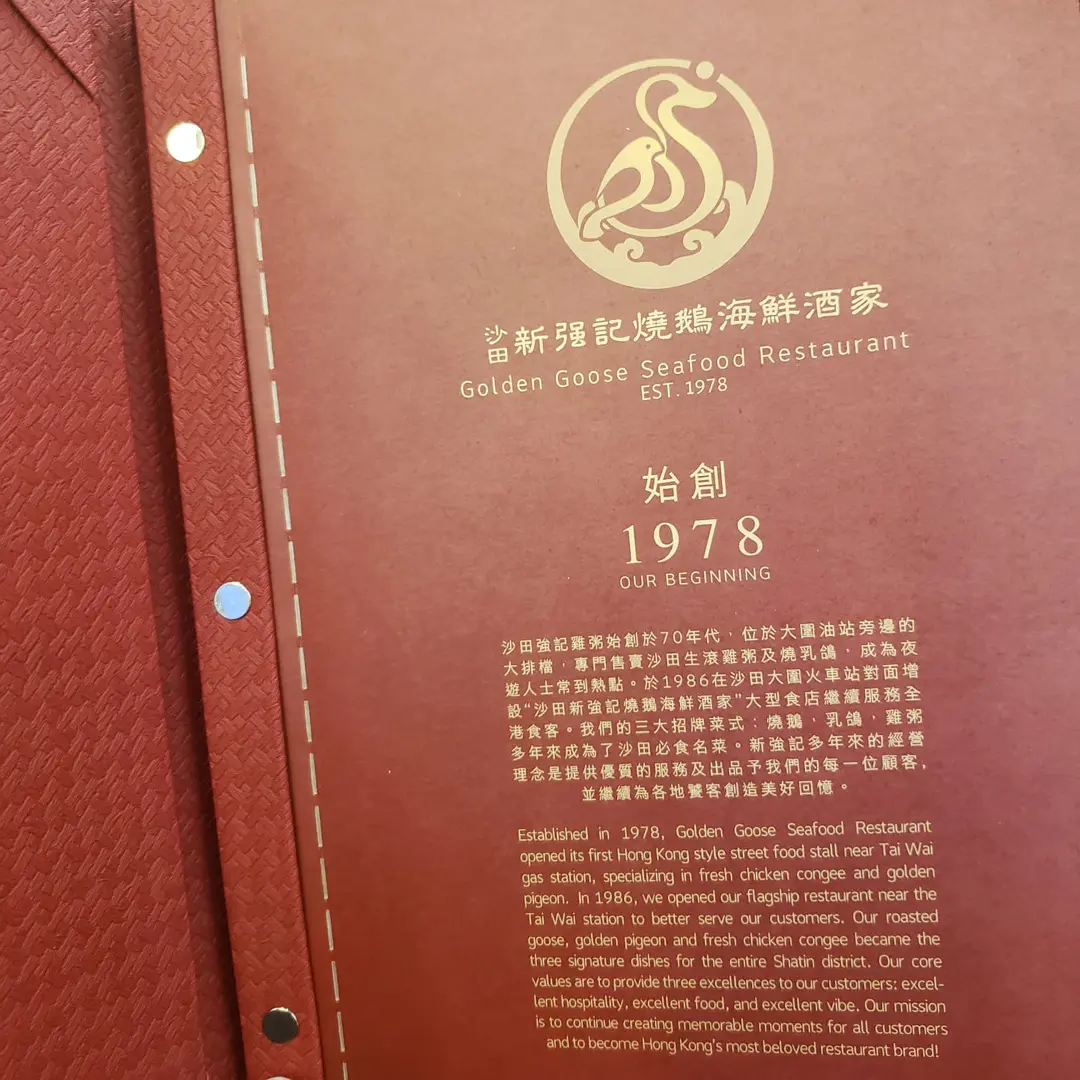 沙田新强記燒鵝海鮮酒家
Golden Goose Seafood Restaurant
EST. 1978
始創
1978
OUR BEGINNING
沙田強記雞粥始創於70年代，位於大圍油站旁邊的
大排檔，專門售賣沙田生滾雞粥及燒乳鴿，成為夜
遊人士常到熱點。於1986在沙田大圍火車站對面增
設“沙田新強記燒鵝海鮮酒家”大型食店繼續服務全
港食客。我們的三大招牌菜式：燒鵝，乳鴿，雞粥
多年來成為了沙田必食名菜。新強記多年來的經營
理念是提供優質的服務及出品予我們的每一位顧客，
並繼續為各地饕客創造美好回憶。
Established in 1978, Golden Goose Seafood Restaurant
opened its first Hong Kong style street food stall near Tai Wai
gas station, specializing in fresh chicken congee and golden
pigeon. In 1986, we opened our flagship restaurant near the
Tai Wai station to better serve our customers. Our roasted
goose, golden pigeon and fresh chicken congee became the
three signature dishes for the entire Shatin district. Our core
values are to provide three excellences to our customers: excel-
lent hospitality, excellent food, and excellent vibe. Our mission
is to continue creating memorable moments for all customers
and to become Hong Kong's most beloved restaurant brand!